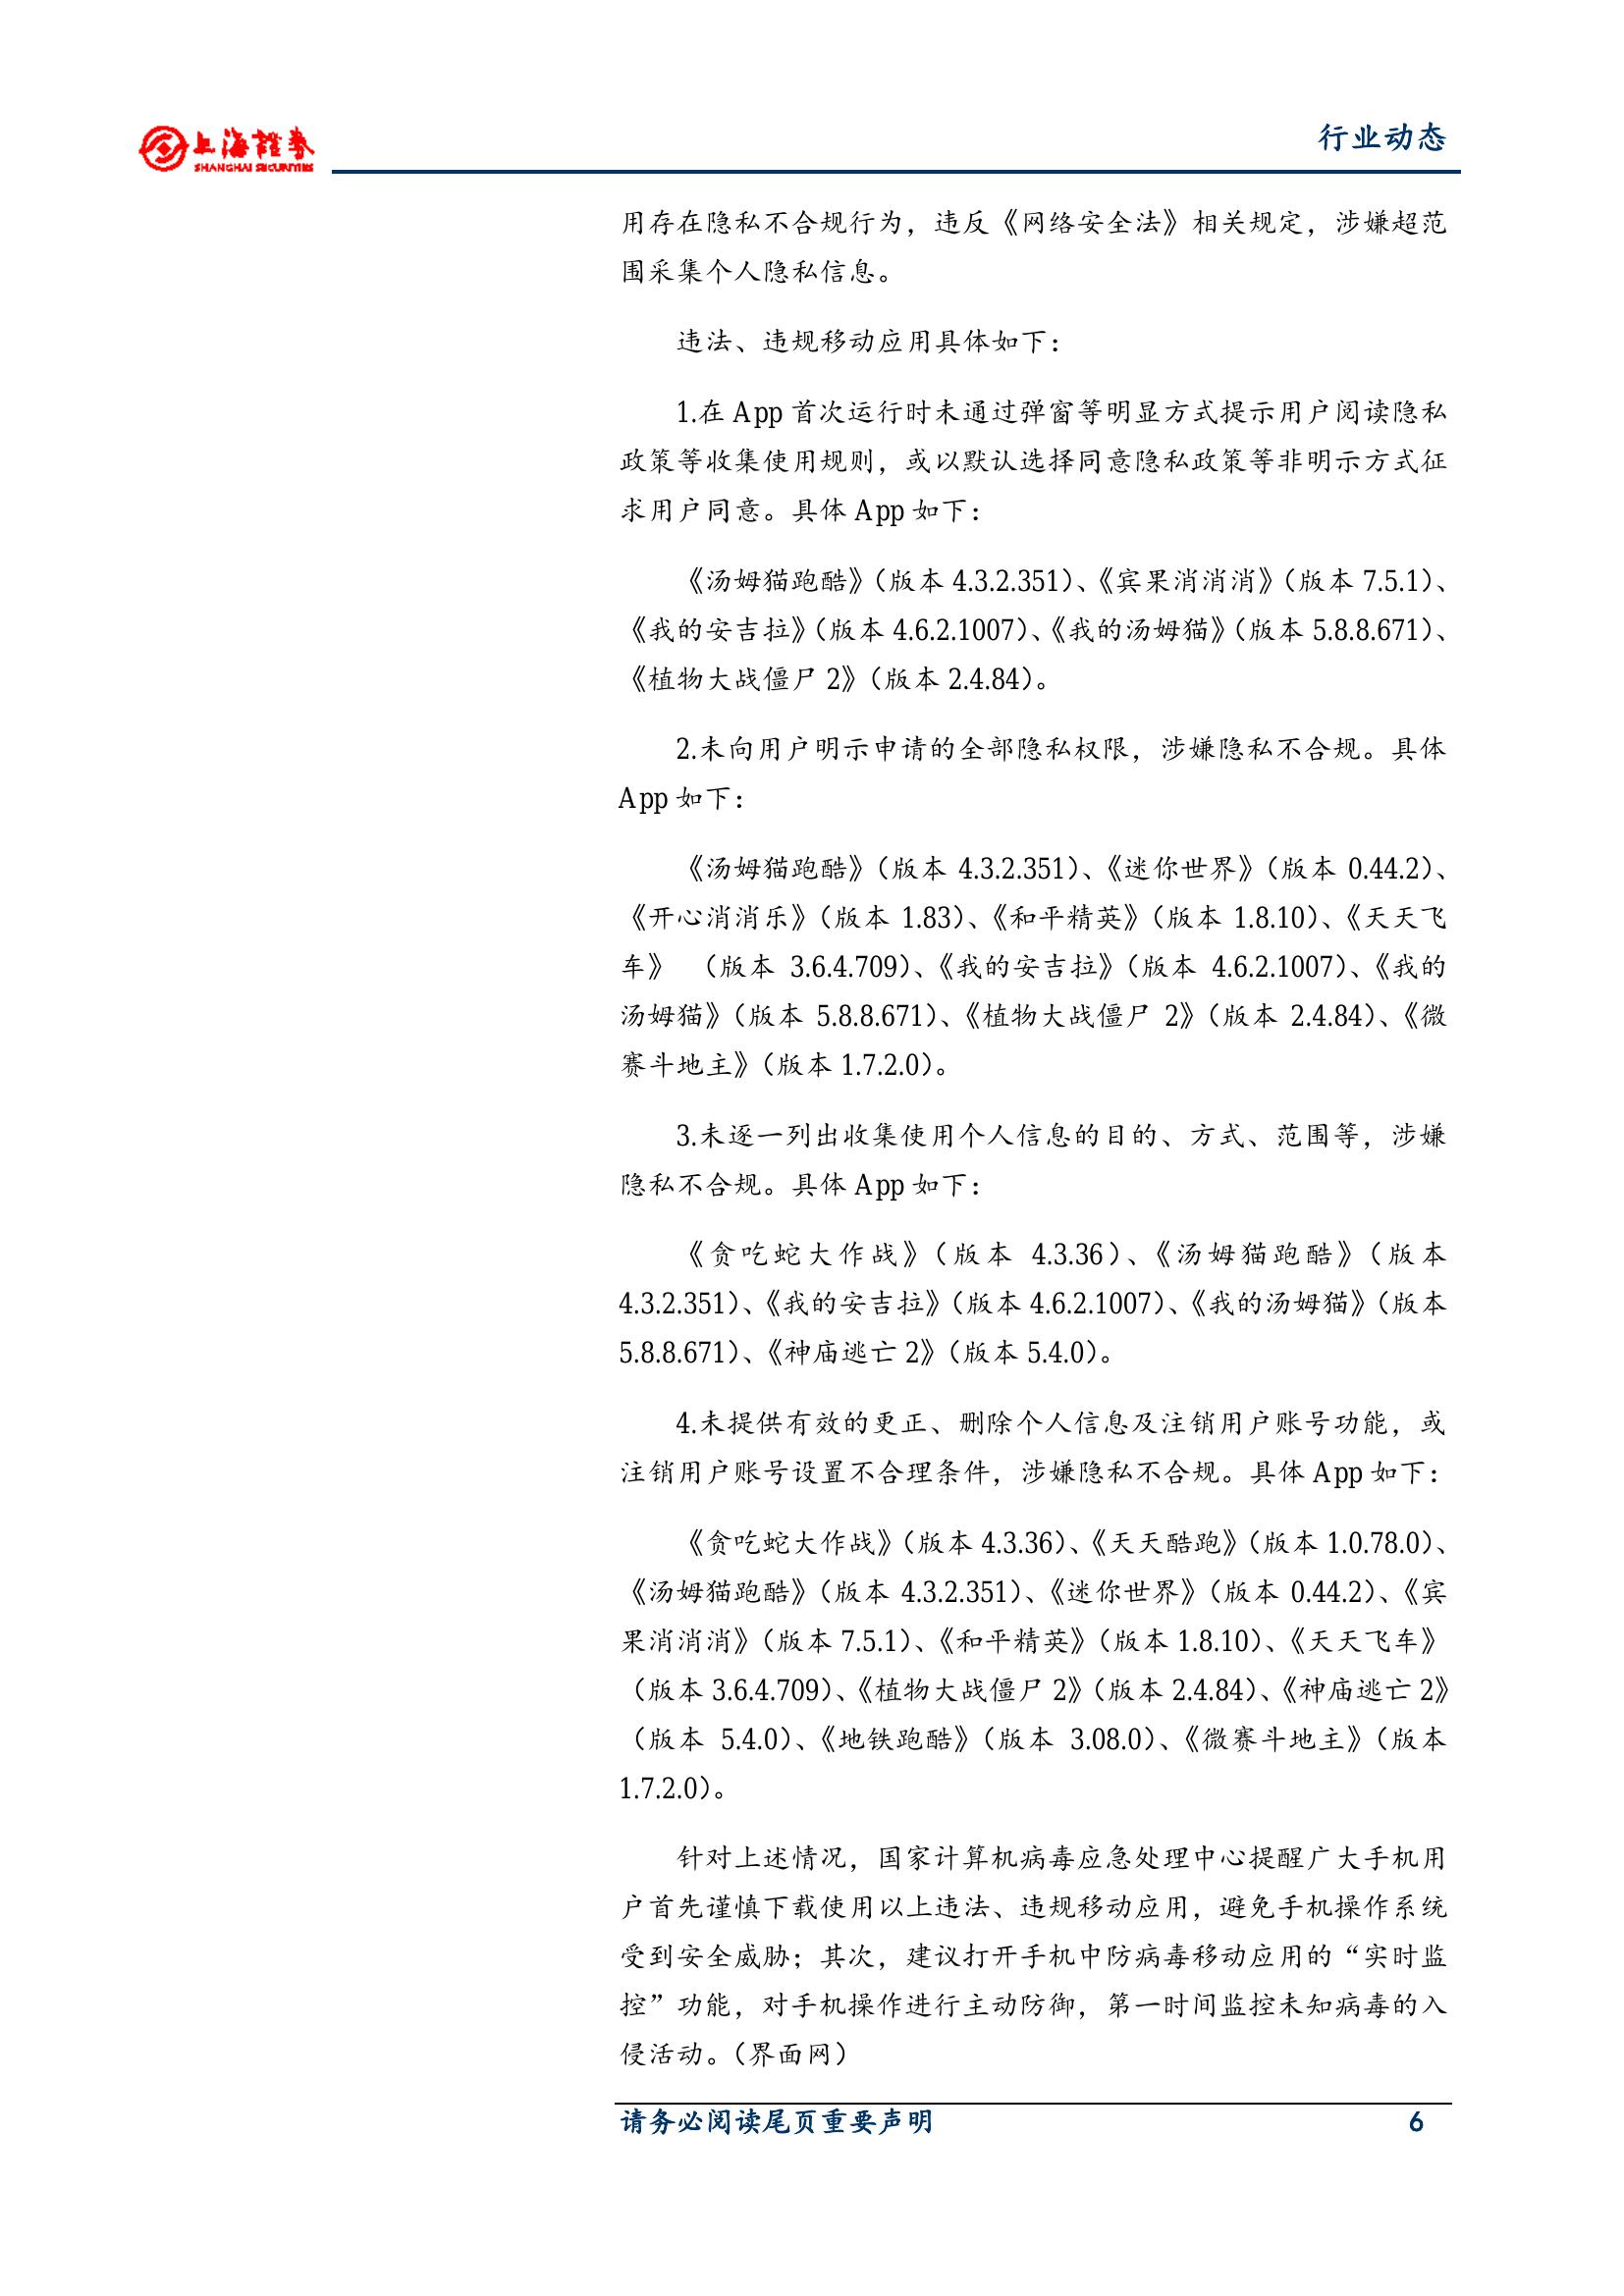 上海證券
SHANGHAI SECURITIES
行业动态
用存在隐私不合规行为，违反《网络安全法》相关规定，涉嫌超范
围采集个人隐私信息。
违法、违规移动应用具体如下：
1.在 App 首次运行时未通过弹窗等明显方式提示用户阅读隐私
政策等收集使用规则，或以默认选择同意隐私政策等非明示方式征
求用户同意。具体 App 如下：
《汤姆猫跑酷》（版本 4.3.2.351）、《宾果消消消》（版本 7.5.1）、
《我的安吉拉》（版本 4.6.2.1007）、《我的汤姆猫》（版本 5.8.8.671）、
《植物大战僵尸 2》（版本 2.4.84）。
2.未向用户明示申请的全部隐私权限，涉嫌隐私不合规。具体
App 如下：
《汤姆猫跑酷》（版本 4.3.2.351）、《迷你世界》（版本 0.44.2）、
《开心消消乐》（版本 1.83）、《和平精英》（版本 1.8.10）、《天天飞
车》 （版本 3.6.4.709）、《我的安吉拉》（版本 4.6.2.1007）、《我的
汤姆猫》（版本 5.8.8.671）、《植物大战僵尸 2》（版本 2.4.84）、《微
赛斗地主》（版本 1.7.2.0）。
3.未逐一列出收集使用个人信息的目的、方式、范围等，涉嫌
隐私不合规。具体 App 如下：
《贪吃蛇大作战》（版本 4.3.36）、《汤姆猫跑酷》（版本
4.3.2.351）、《我的安吉拉》（版本 4.6.2.1007）、《我的汤姆猫》（版本
5.8.8.671）、《神庙逃亡 2》（版本 5.4.0）。
4.未提供有效的更正、删除个人信息及注销用户账号功能，或
注销用户账号设置不合理条件，涉嫌隐私不合规。具体 App 如下：
《贪吃蛇大作战》（版本 4.3.36）、《天天酷跑》（版本 1.0.78.0）、
《汤姆猫跑酷》（版本 4.3.2.351）、《迷你世界》（版本 0.44.2）、《宾
果消消消》（版本 7.5.1）、《和平精英》（版本 1.8.10）、《天天飞车》
（版本 3.6.4.709）、《植物大战僵尸 2》（版本 2.4.84）、《神庙逃亡 2》
（版本 5.4.0）、《地铁跑酷》（版本 3.08.0）、《微赛斗地主》（版本
1.7.2.0）。
针对上述情况，国家计算机病毒应急处理中心提醒广大手机用
户首先谨慎下载使用以上违法、违规移动应用，避免手机操作系统
受到安全威胁；其次，建议打开手机中防病毒移动应用的“实时监
控”功能，对手机操作进行主动防御，第一时间监控未知病毒的入
侵活动。（界面网）
请务必阅读尾页重要声明
6